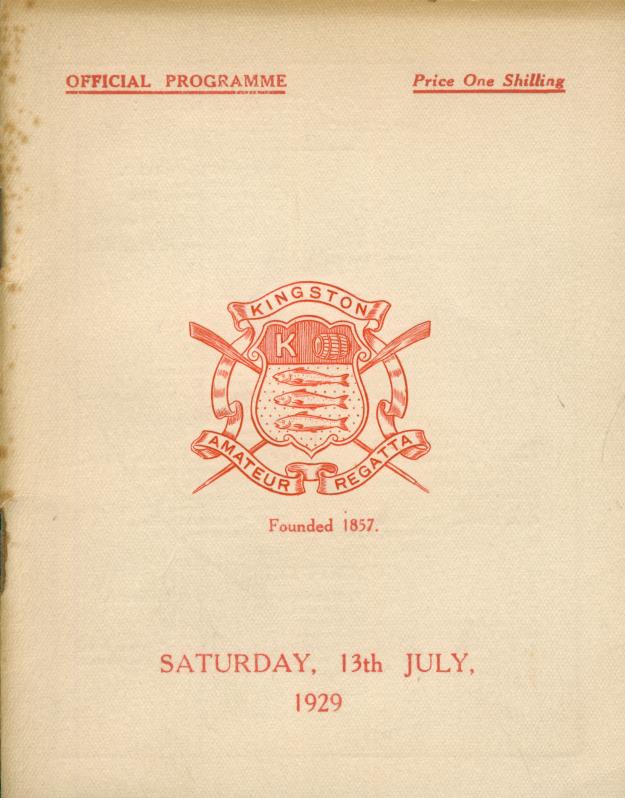 OFFICIAL PROGRAMME
Price One Shilling
KINGSTON
K
AMATEUR REGATTA
Founded 1857.
SATURDAY, 13th JULY,
1929